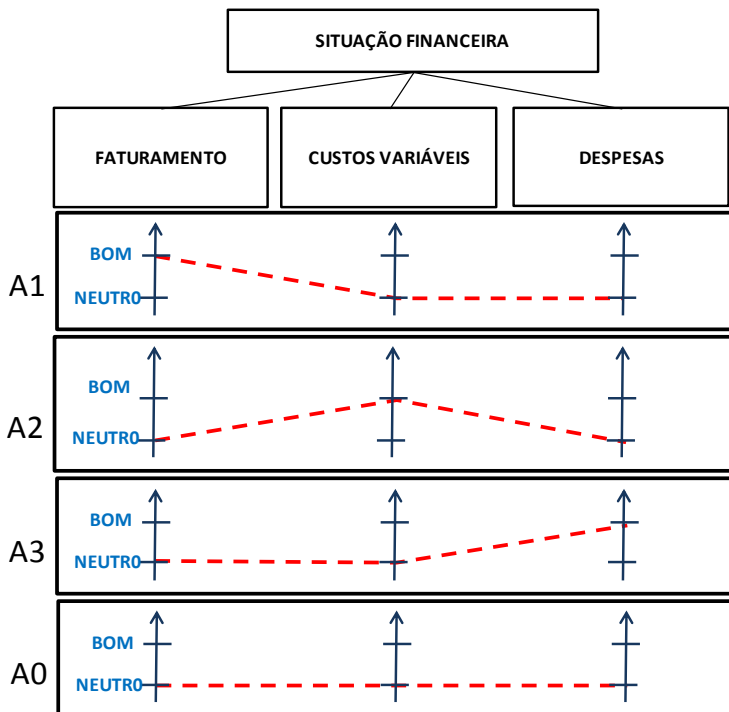 SITUAÇÃO FINANCEIRA
FATURAMENTO
CUSTOS VARIÁVEIS
DESPESAS
A1
BOM
NEUTR0
A2
BOM
NEUTR0
A3
BOM
NEUTR0
A0
BOM
NEUTR0